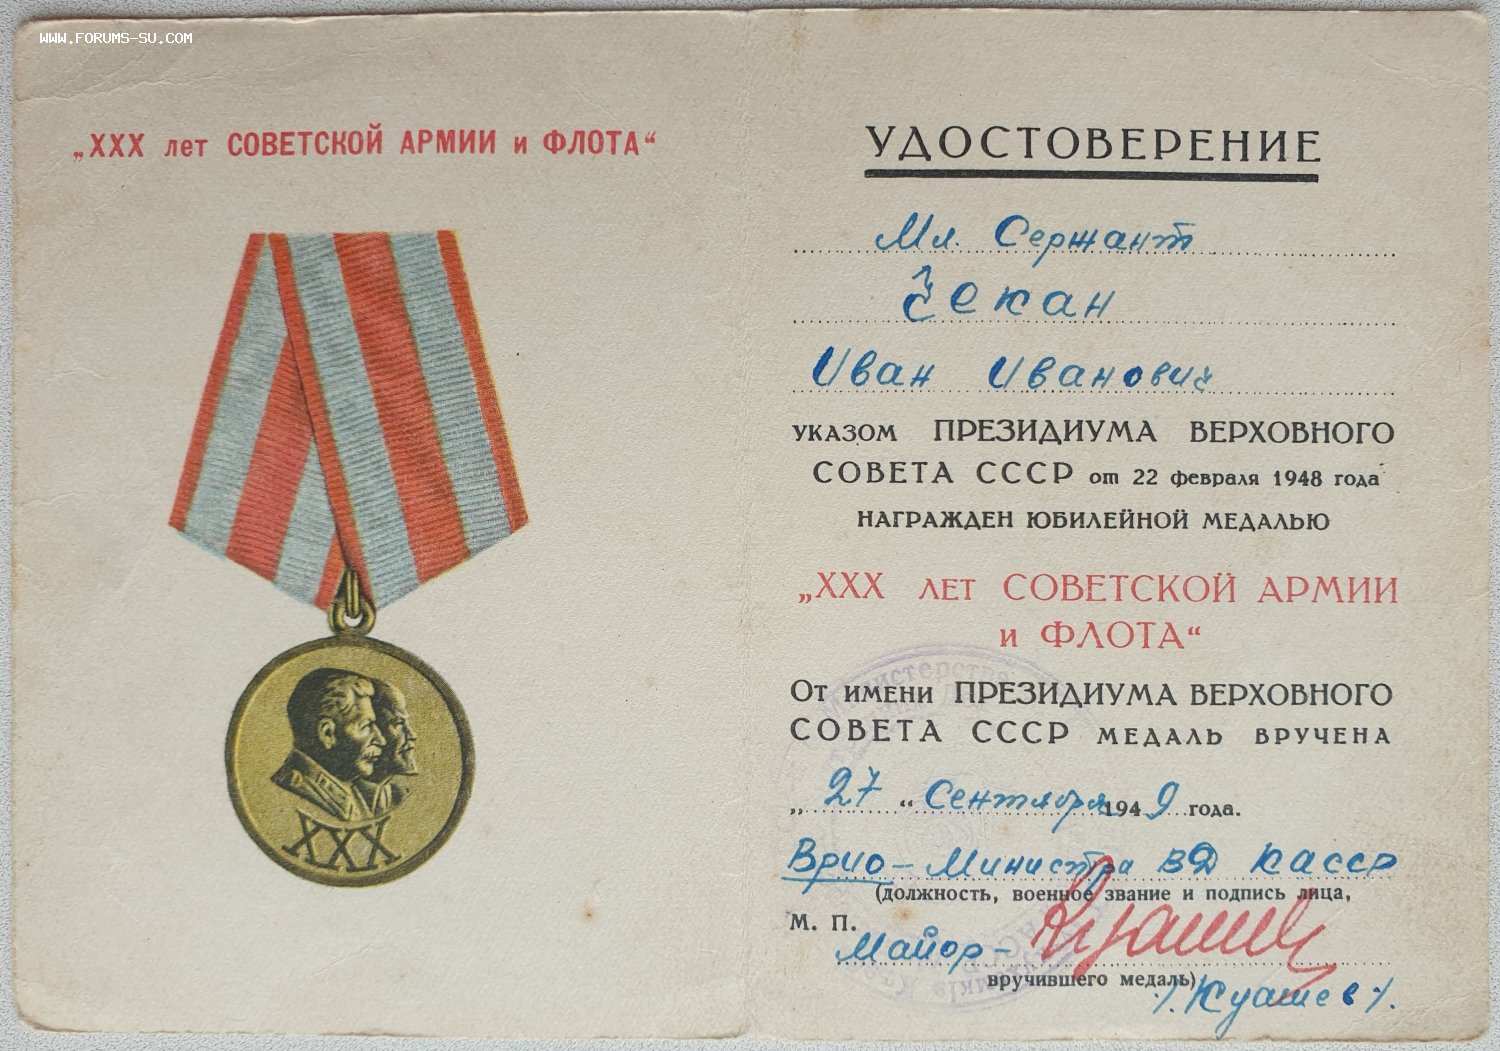 WWW.FORUMS-SU.COM
„XXX лет СОВЕТСКОЙ АРМИИ и ФЛОТА“
XXX
УДОСТОВЕРЕНИЕ
Мл. Сержант
Чекан
Иван Иванович
УКАЗОМ ПРЕЗИДИУМА ВЕРХОВНОГО
СОВЕТА СССР от 22 февраля 1948 года
НАГРАЖДЕН ЮБИЛЕЙНОЙ МЕДАЛЬЮ
„XXX ЛЕТ СОВЕТСКОЙ АРМИИ
и ФЛОТА“
ОТ ИМЕНИ ПРЕЗИДИУМА ВЕРХОВНОГО
СОВЕТА СССР МЕДАЛЬ ВРУЧЕНА
„27“ Сентября 1949 года.
Врио - Министра ВД КАССР
(должность, военное звание и подпись лица,
М. П.
Майор -
вручившего медаль)
/. Куашев /.
Министерство